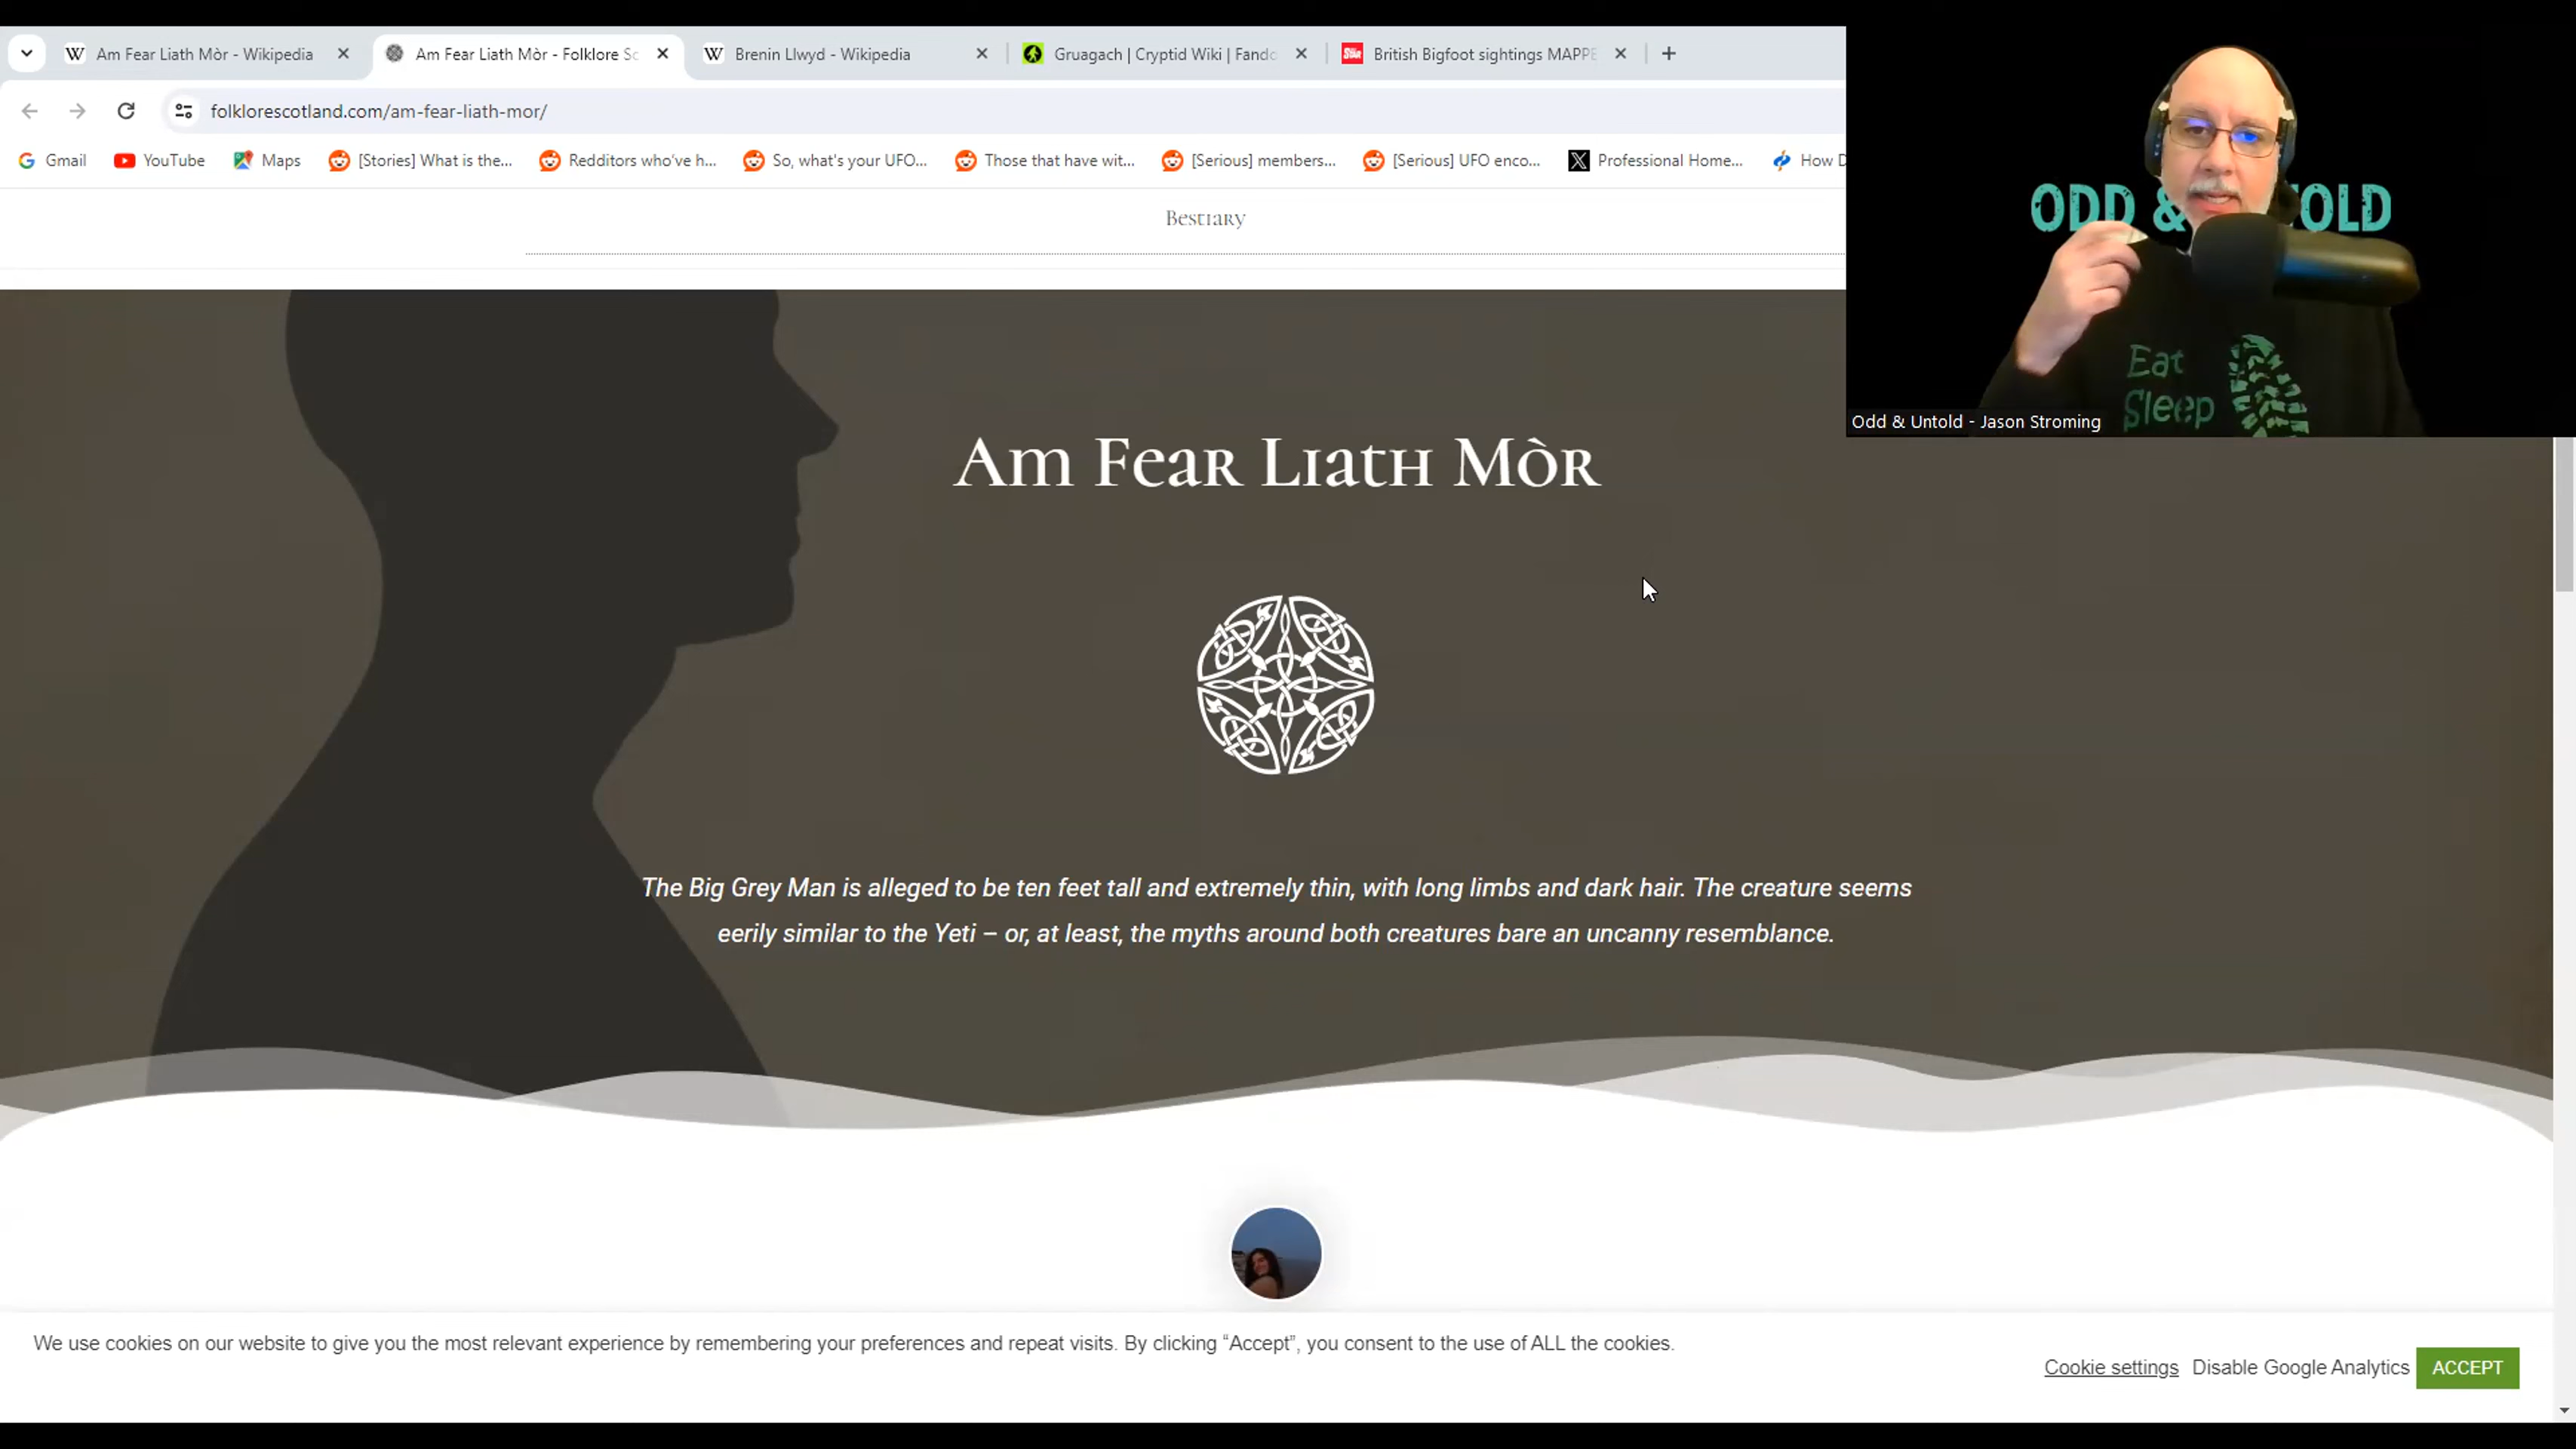 Am Fear Liath Mòr - Wikipedia
Am Fear Liath Mòr - Folklore Sc
Brenin Llwyd - Wikipedia
Gruagach | Cryptid Wiki | Fando
British Bigfoot sightings MAPPE
folklorescotland.com/am-fear-liath-mor/
Gmail
YouTube
Maps
[Stories] What is the...
Redditors who've h...
So, what's your UFO...
Those that have wit...
[Serious] members...
[Serious] UFO enco...
Professional Home...
How D
ODD & TOLD
Eat
Sleep
Odd & Untold - Jason Stroming
Bestiary
Am Fear Liath Mòr
The Big Grey Man is alleged to be ten feet tall and extremely thin, with long limbs and dark hair. The creature seems
eerily similar to the Yeti – or, at least, the myths around both creatures bare an uncanny resemblance.
We use cookies on our website to give you the most relevant experience by remembering your preferences and repeat visits. By clicking “Accept”, you consent to the use of ALL the cookies.
Cookie settings Disable Google Analytics ACCEPT